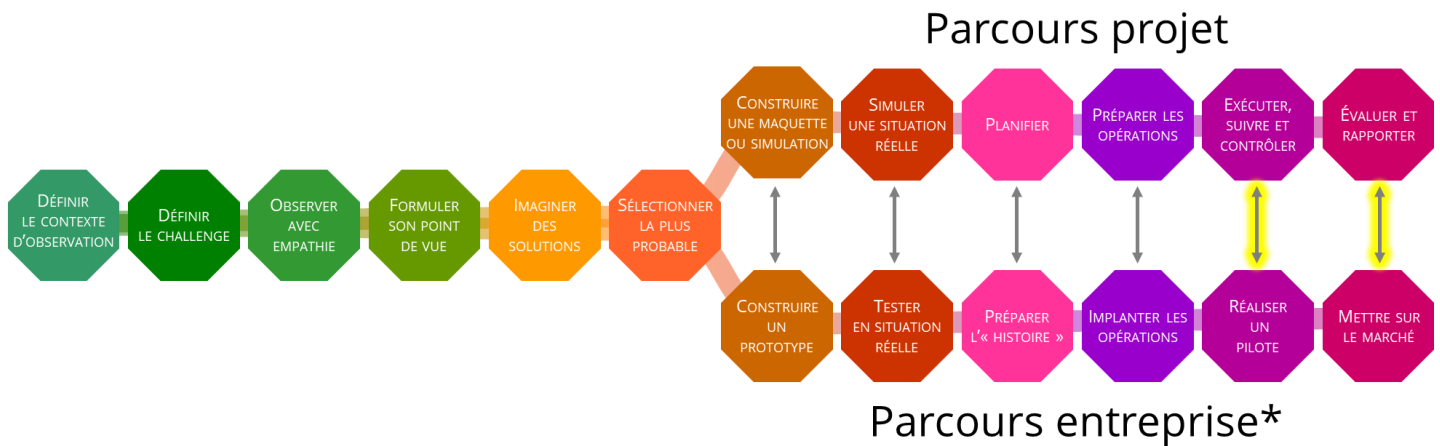 Parcours projet
Construire
une maquette
ou simulation
Simuler
une situation
réelle
Planifier
Préparer les
opérations
Exécuter,
suivre et
contrôler
Évaluer et
rapporter
Définir
le contexte
d’observation
Définir
le challenge
Observer
avec
empathie
Formuler
son point
de vue
Imaginer
des
solutions
Sélectionner
la plus
probable
Construire
un
prototype
Tester
en situation
réelle
Préparer
l’« histoire »
Implanter les
opérations
Réaliser
un
pilote
Mettre sur
le marché
Parcours entreprise*